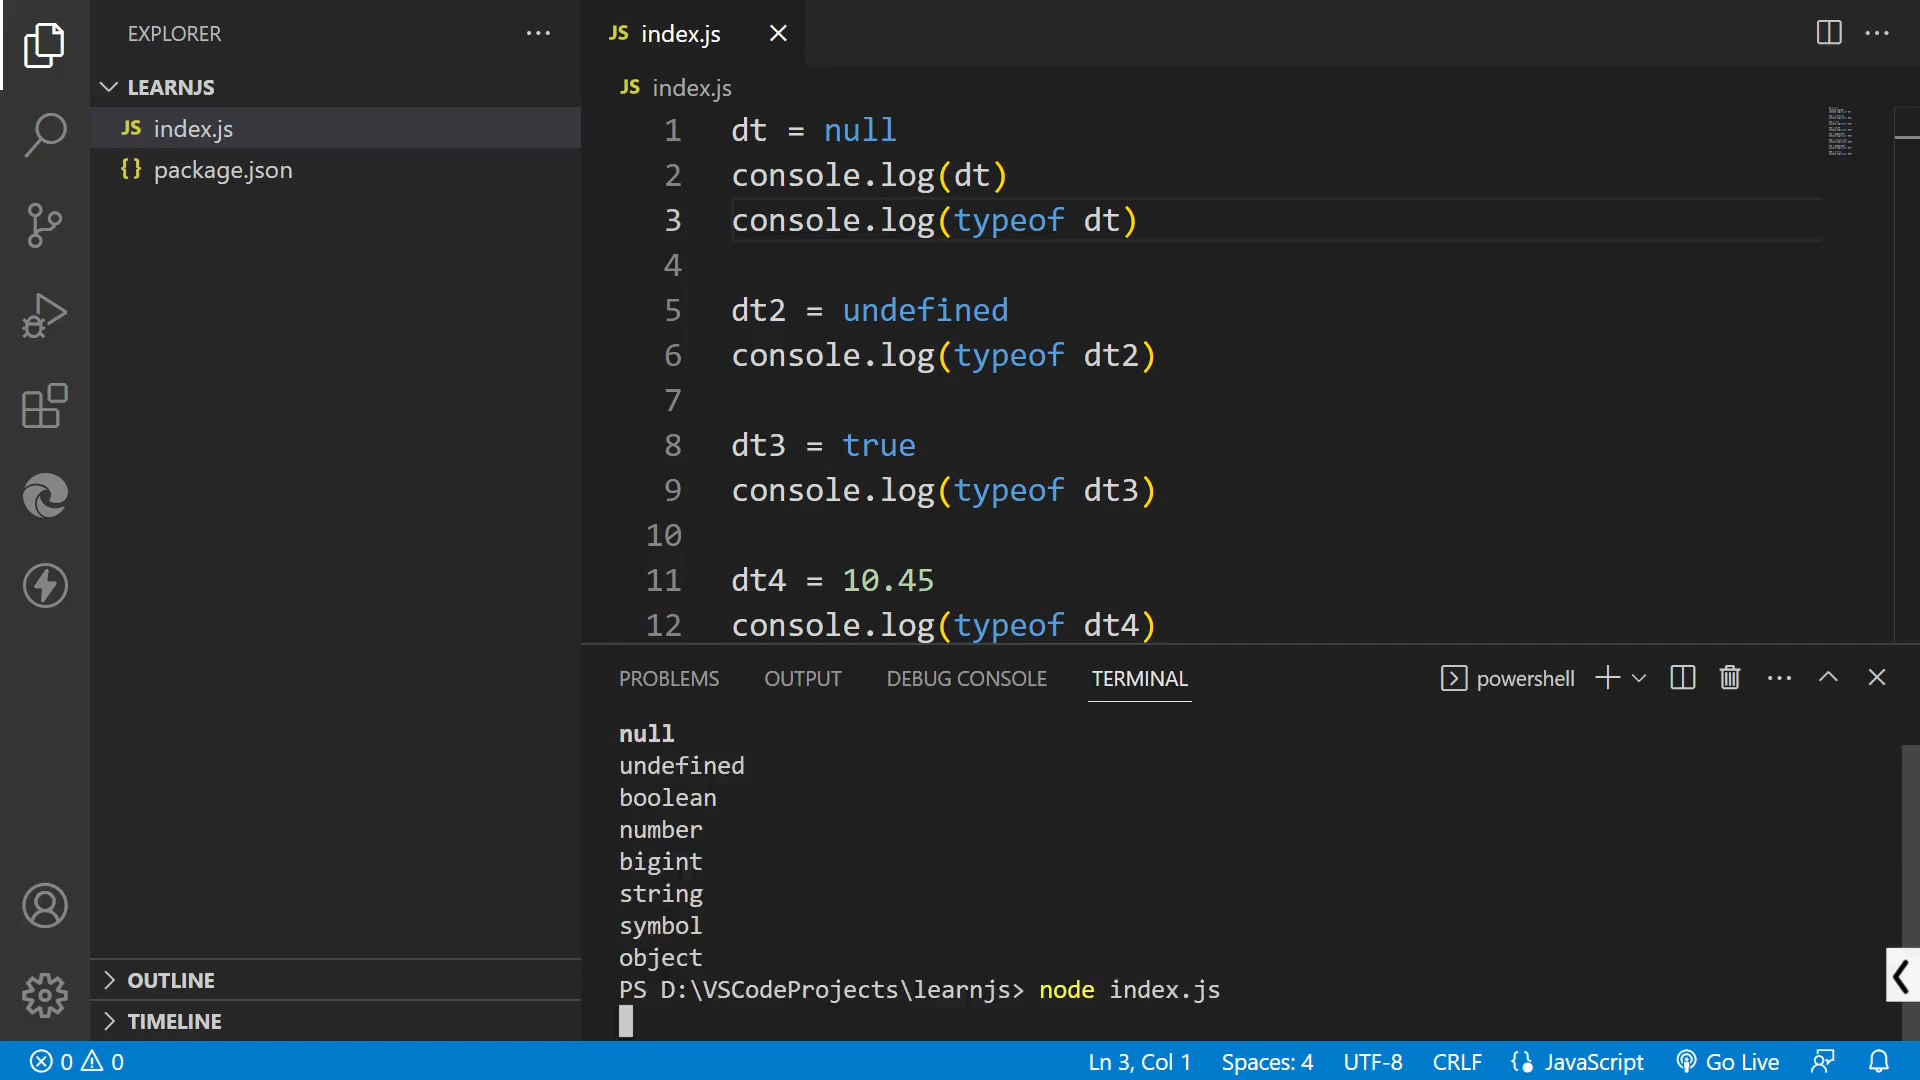 EXPLORER
LEARNJS
JS index.js
{} package.json
OUTLINE
TIMELINE
JS index.js
JS index.js
1 dt = null
2 console.log(dt)
3 console.log(typeof dt)
4
5 dt2 = undefined
6 console.log(typeof dt2)
7
8 dt3 = true
9 console.log(typeof dt3)
10
11 dt4 = 10.45
12 console.log(typeof dt4)
PROBLEMS OUTPUT DEBUG CONSOLE TERMINAL powershell
null
undefined
boolean
number
bigint
string
symbol
object
PS D:\VSCodeProjects\learnjs> node index.js
0 0 Ln 3, Col 1 Spaces: 4 UTF-8 CRLF JavaScript Go Live